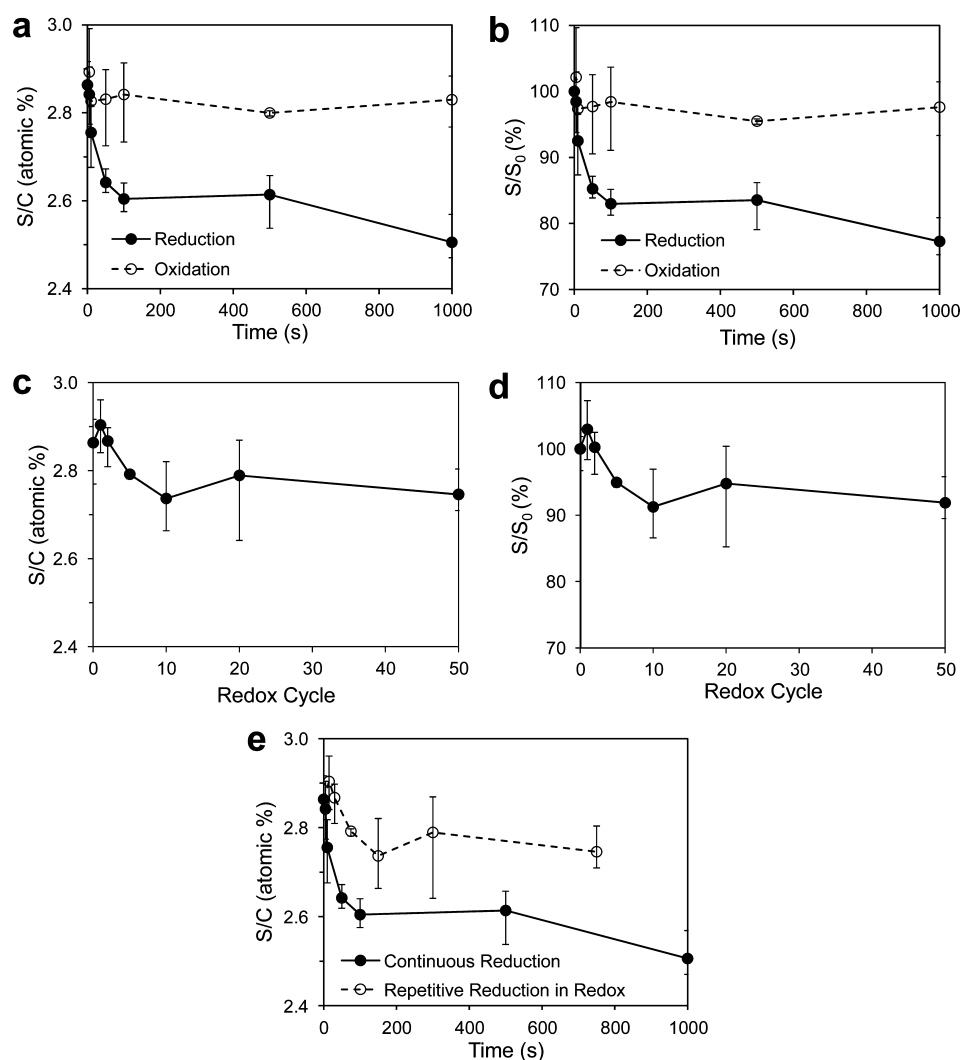 a
3.0
2.8
2.6
2.4
S/C (atomic %)
Reduction
Oxidation
0 200 400 600 800 1000
Time (s)
b
110
100
90
80
70
S/S0 (%)
Reduction
Oxidation
0 200 400 600 800 1000
Time (s)
c
3.0
2.8
2.6
2.4
S/C (atomic %)
0 10 20 30 40 50
Redox Cycle
d
110
100
90
80
70
S/S0 (%)
0 10 20 30 40 50
Redox Cycle
e
3.0
2.8
2.6
2.4
S/C (atomic %)
Continuous Reduction
Repetitive Reduction in Redox
0 200 400 600 800 1000
Time (s)